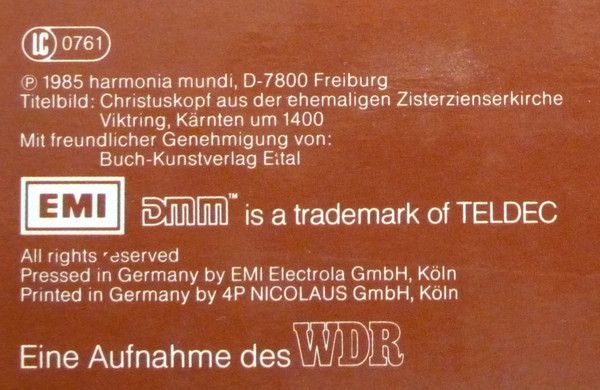 LC 0761
℗ 1985 harmonia mundi, D-7800 Freiburg
Titelbild: Christuskopf aus der ehemaligen Zisterzienserkirche
Viktring, Kärnten um 1400
Mit freundlicher Genehmigung von:
Buch-Kunstverlag Ettal
EMI DMM™ is a trademark of TELDEC
All rights reserved
Pressed in Germany by EMI Electrola GmbH, Köln
Printed in Germany by 4P NICOLAUS GmbH, Köln
Eine Aufnahme des WDR